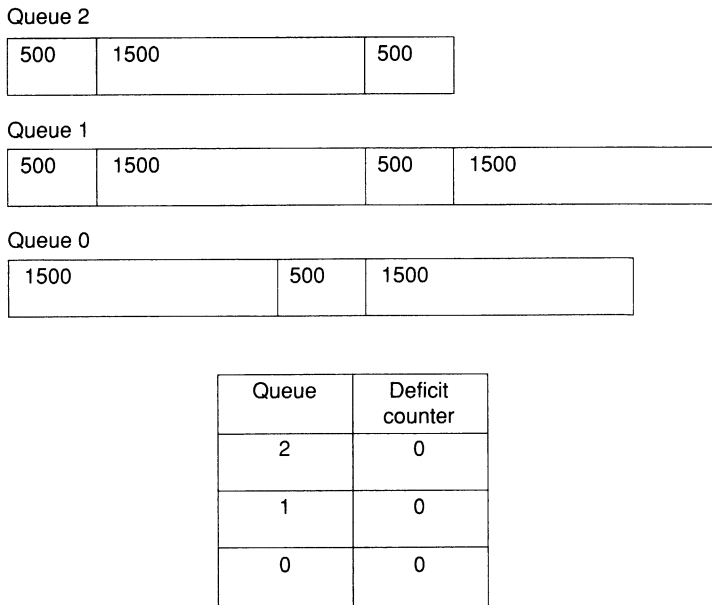 Queue 2
500 1500 500
Queue 1
500 1500 500 1500
Queue 0
1500 500 1500
Queue Deficit
counter
2 0
1 0
0 0